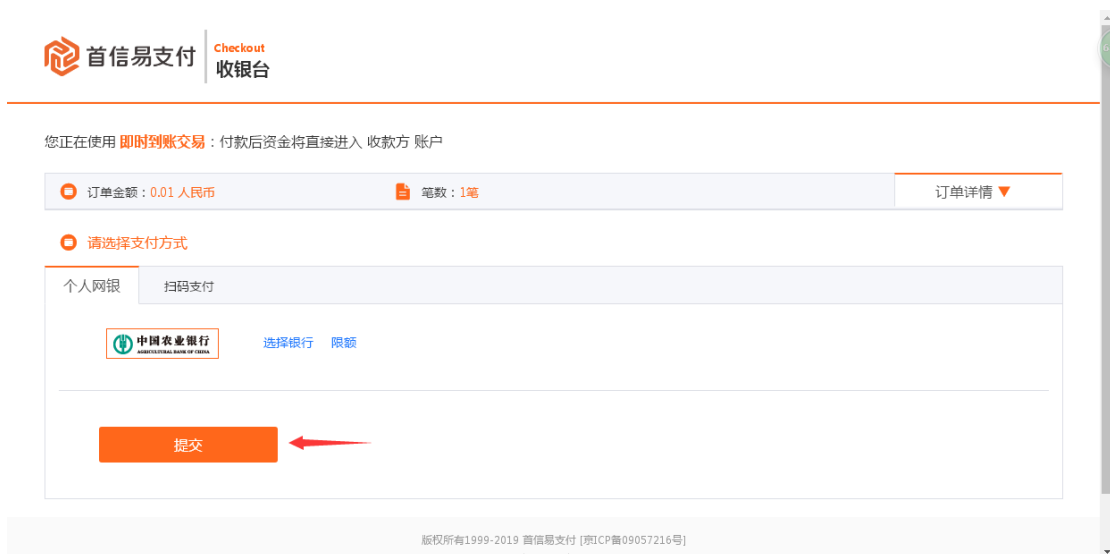 首信易支付
Checkout
收银台
您正在使用 即时到账交易：付款后资金将直接进入 收款方 账户
订单金额：0.01 人民币 笔数：1笔 订单详情 ▼
请选择支付方式
个人网银 扫码支付
中国农业银行 选择银行 限额
AGRICULTURAL BANK OF CHINA
提交
版权所有1999-2019 首信易支付 [京ICP备09057216号]